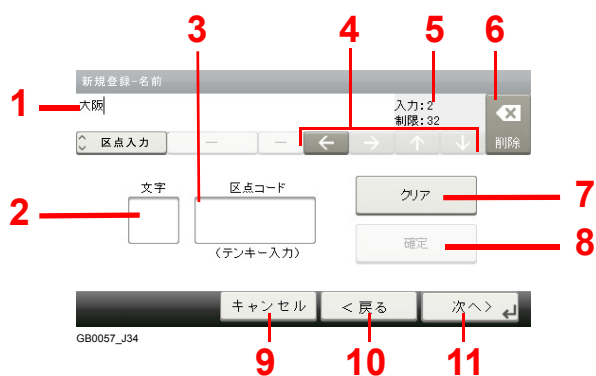 3 4 5 6
新規登録-名前
1 大阪 入力:2
制限:32
区点入力 － － ← → ↑ ↓ 削除
文字 区点コード クリア 7
2
(テンキー入力) 確定 8
キャンセル < 戻る 次へ> ↵
GB0057_J34
9 10 11